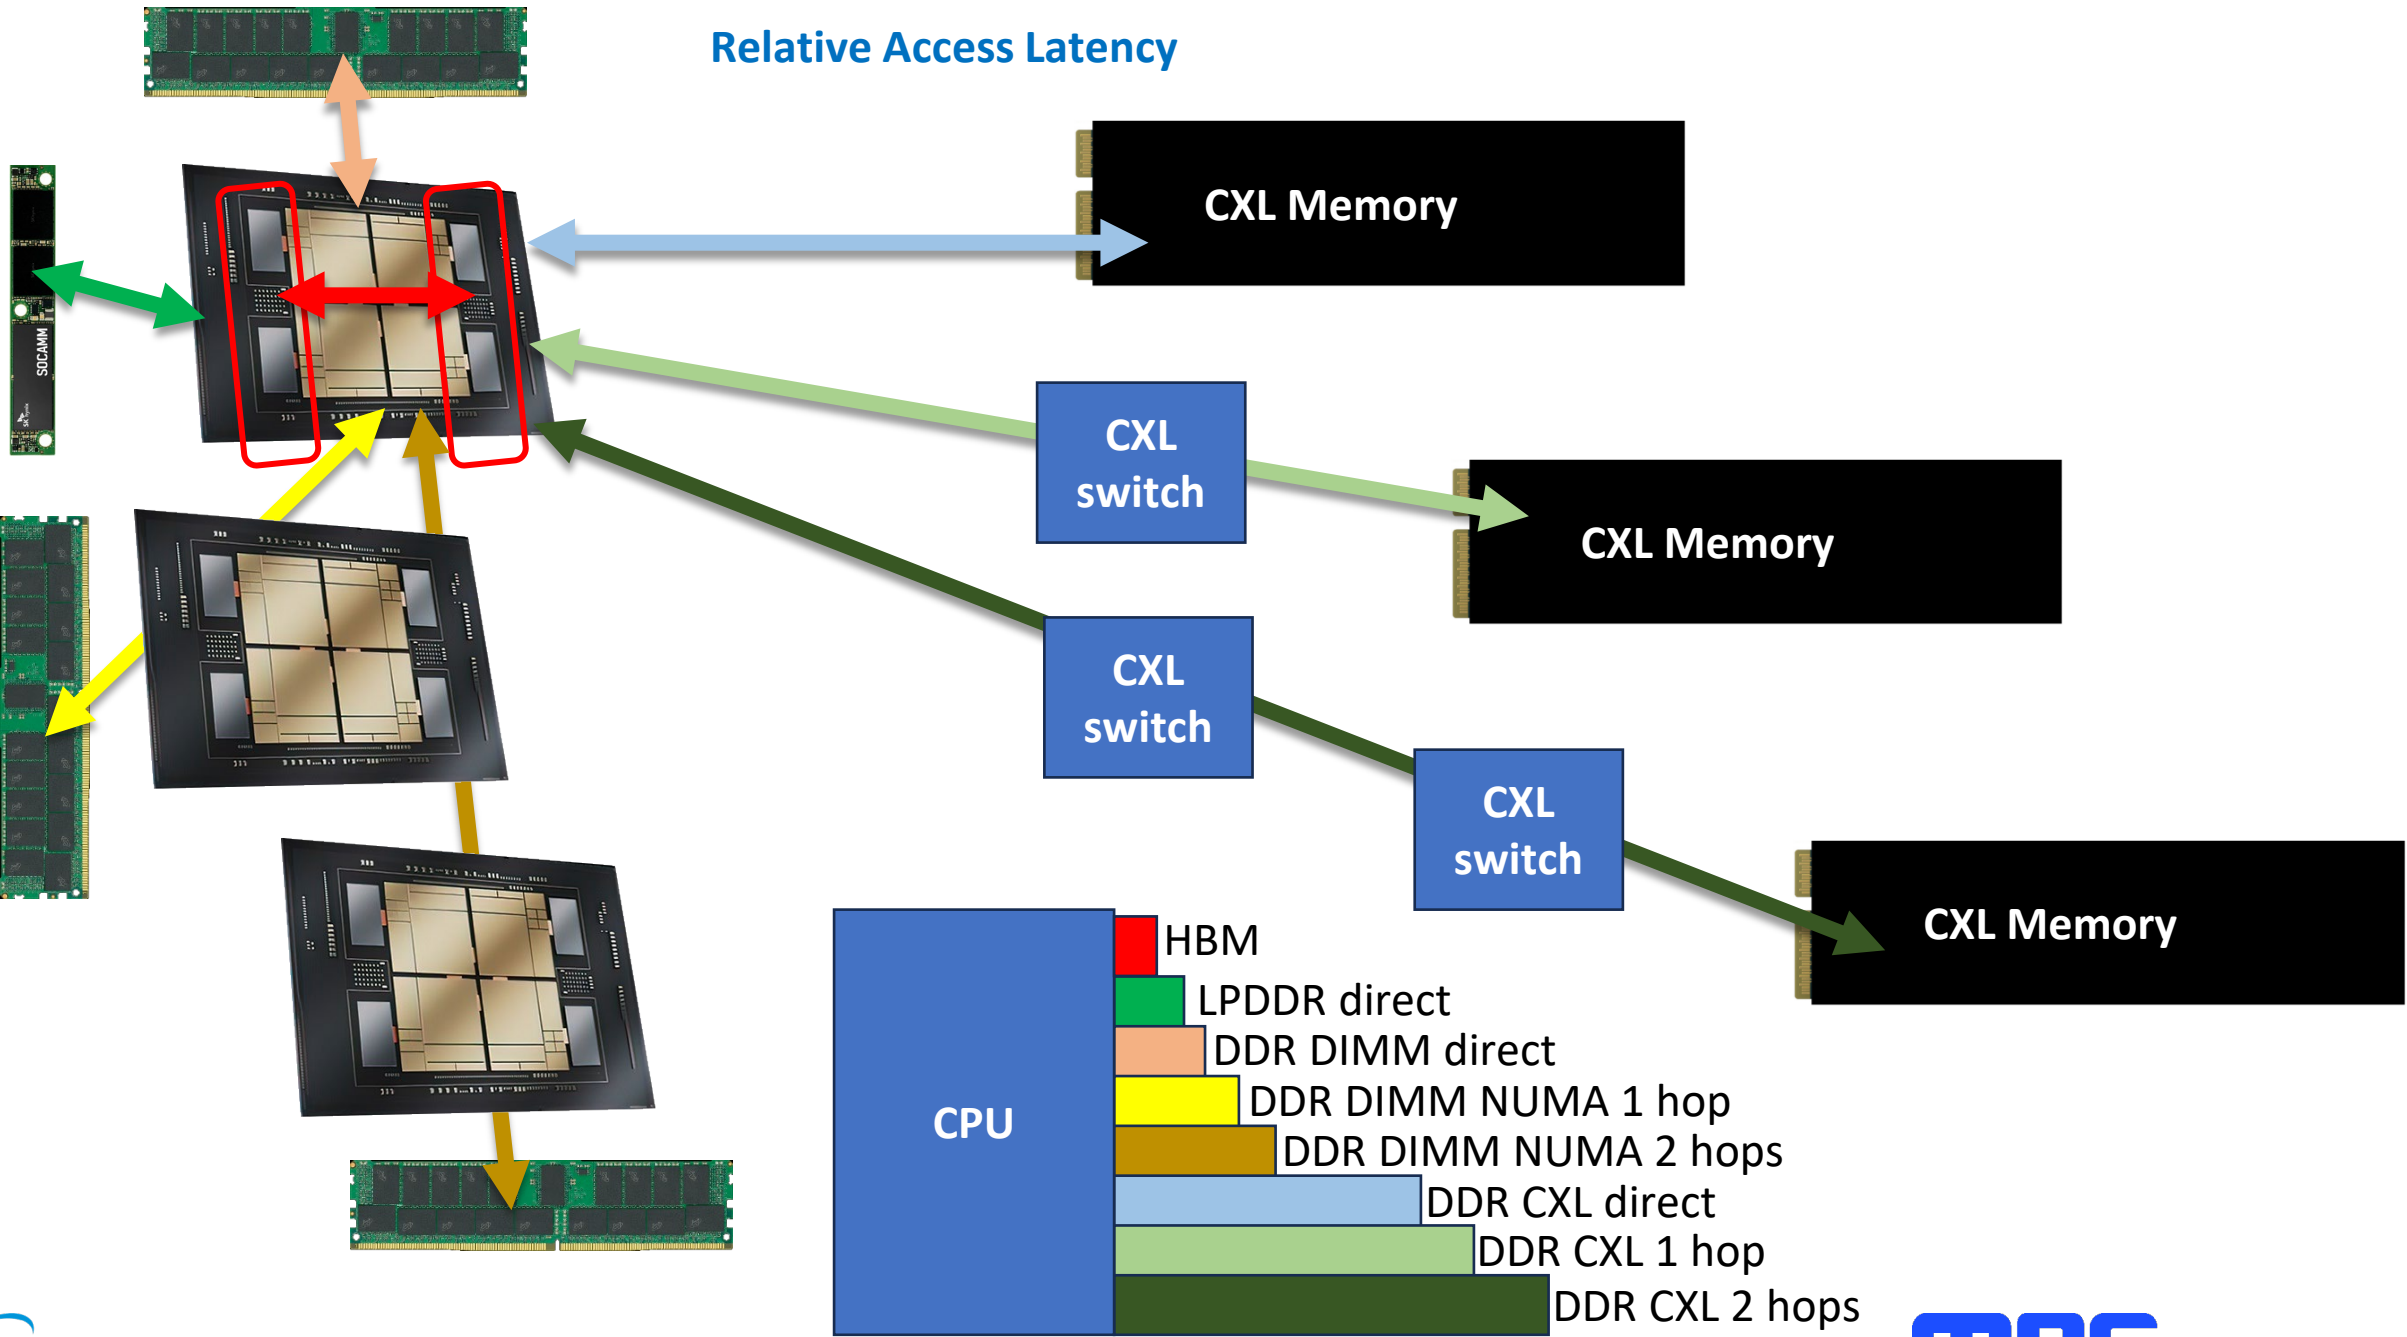 Relative Access Latency
CXL Memory
SOCAMM
CXL
switch
CXL Memory
CXL
switch
CXL
switch
CXL Memory
CPU
HBM
LPDDR direct
DDR DIMM direct
DDR DIMM NUMA 1 hop
DDR DIMM NUMA 2 hops
DDR CXL direct
DDR CXL 1 hop
DDR CXL 2 hops